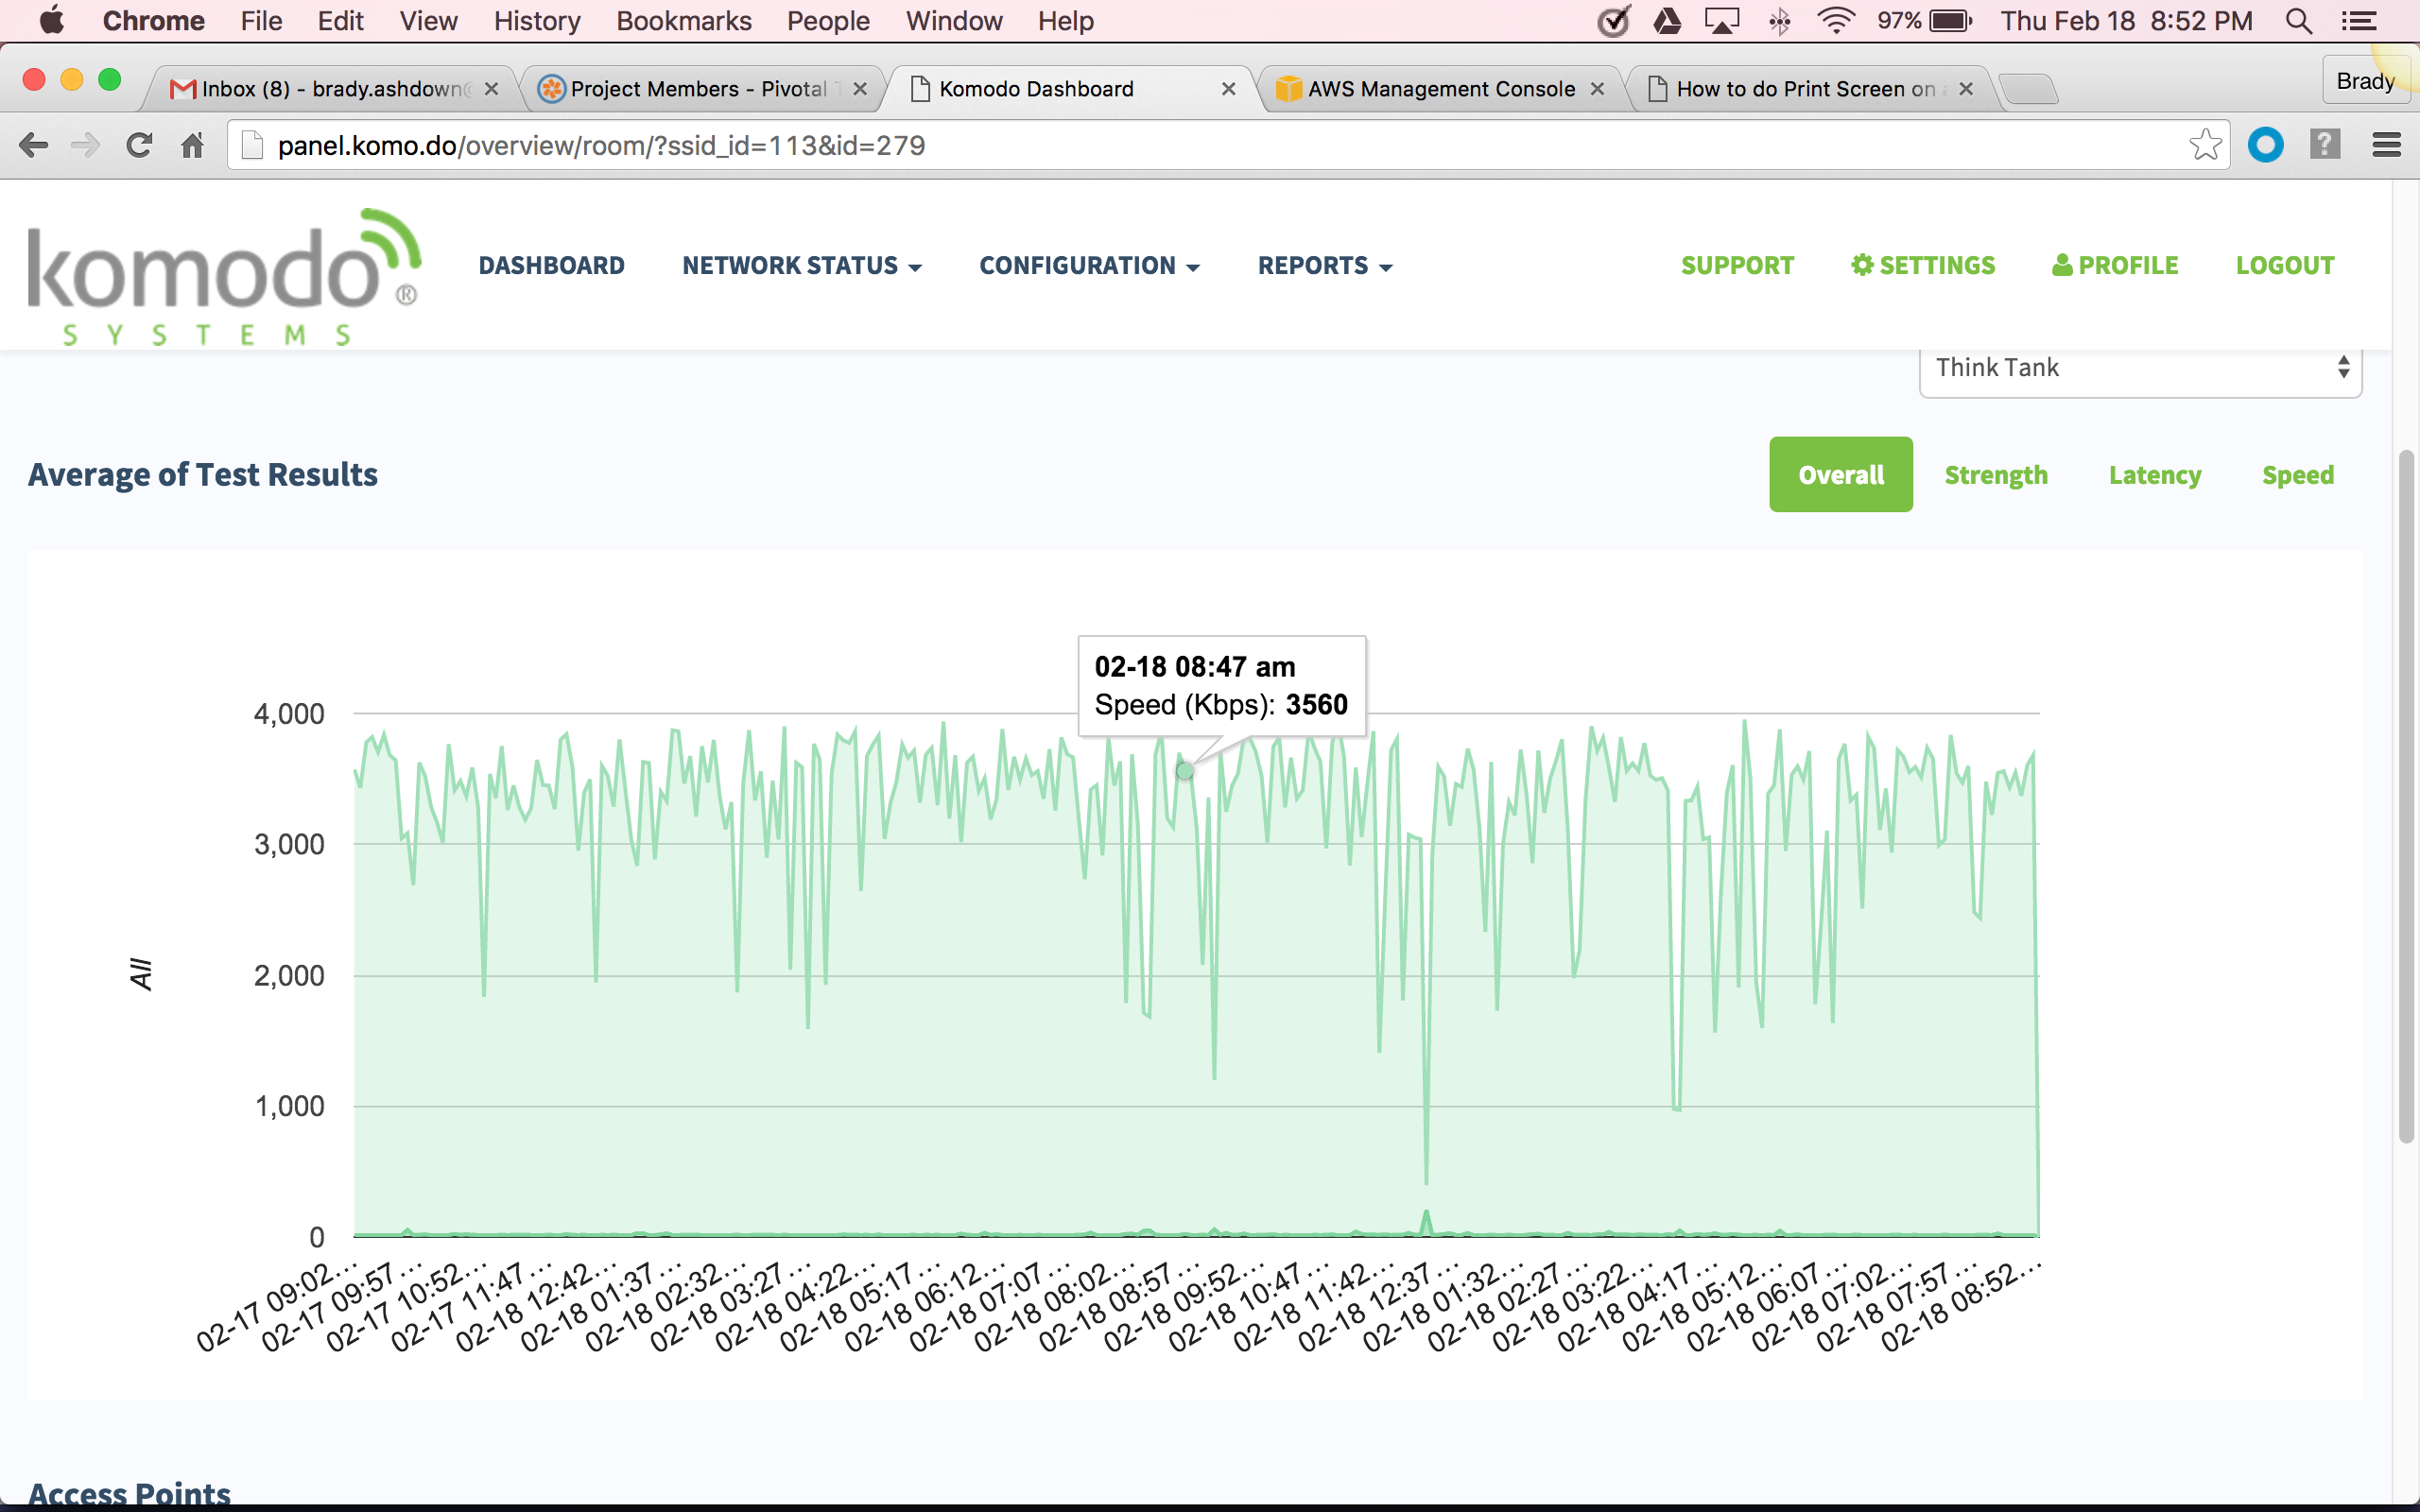 Chrome File Edit View History Bookmarks People Window Help 97% Thu Feb 18 8:52 PM
Inbox (8) - brady.ashdown@ Project Members - Pivotal T Komodo Dashboard AWS Management Console How to do Print Screen on a Brady
panel.komo.do/overview/room/?ssid_id=113&id=279
komodo®
SYSTEMS
DASHBOARD NETWORK STATUS CONFIGURATION REPORTS SUPPORT SETTINGS PROFILE LOGOUT
Think Tank
Average of Test Results Overall Strength Latency Speed
02-18 08:47 am
Speed (Kbps): 3560
4,000
3,000
2,000
1,000
0
All
02-17 09:02...
02-17 09:57...
02-17 10:52...
02-17 11:47...
02-18 12:42...
02-18 01:37...
02-18 02:32...
02-18 03:27...
02-18 04:22...
02-18 05:17...
02-18 06:12...
02-18 07:07...
02-18 08:02...
02-18 08:57...
02-18 09:52...
02-18 10:47...
02-18 11:42...
02-18 12:37...
02-18 01:32...
02-18 02:27...
02-18 03:22...
02-18 04:17...
02-18 05:12...
02-18 06:07...
02-18 07:02...
02-18 07:57...
02-18 08:52...
Access Points